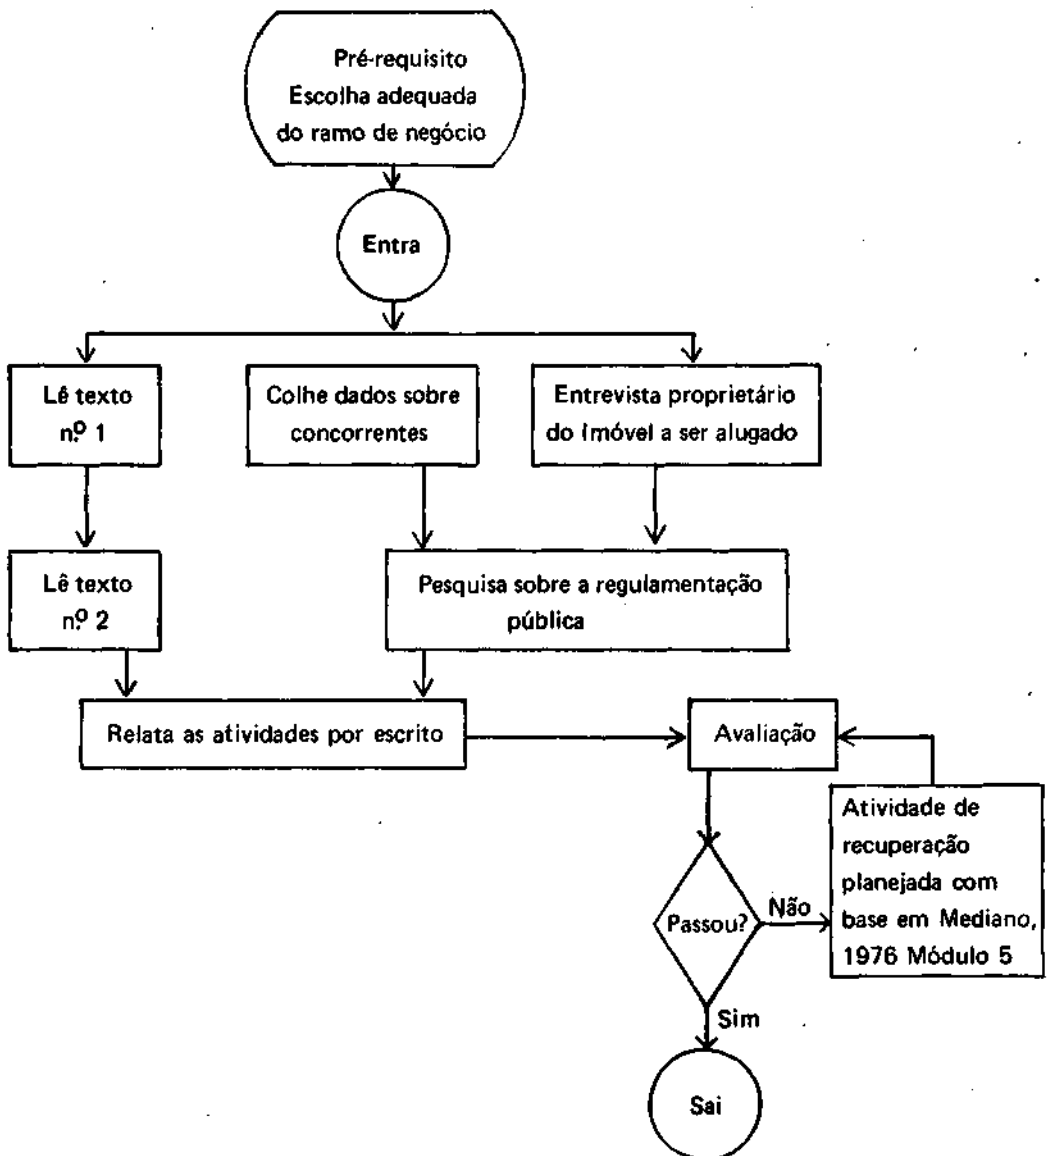 Pré-requisito
Escolha adequada
do ramo de negócio
Entra
Lê texto
n.º 1
Colhe dados sobre
concorrentes
Entrevista proprietário
do imóvel a ser alugado
Lê texto
n.º 2
Pesquisa sobre a regulamentação
pública
Relata as atividades por escrito
Avaliação
Atividade de
recuperação
planejada com
base em Mediano,
1976 Módulo 5
Passou?
Não
Sim
Sai